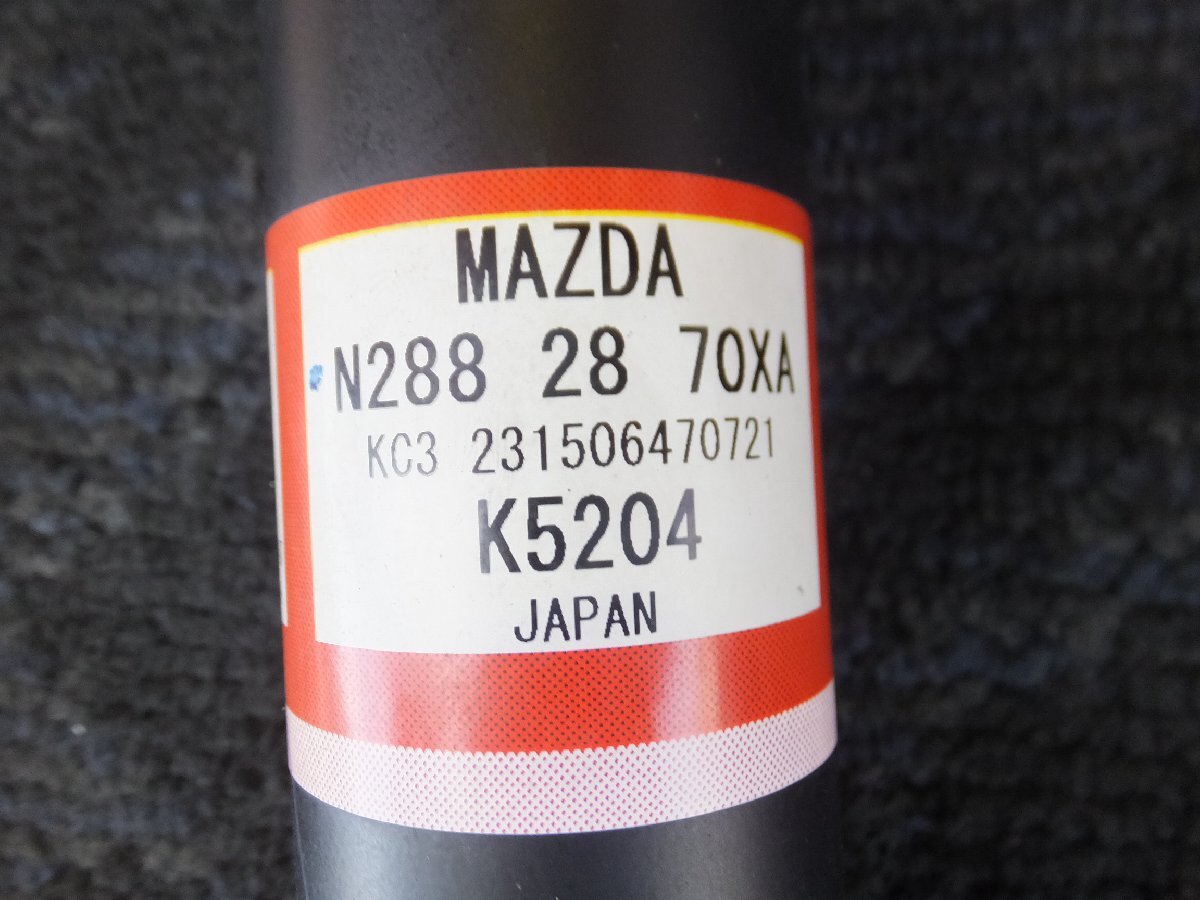 MAZDA
N288 28 70XA
KC3 231506470721
K5204
JAPAN